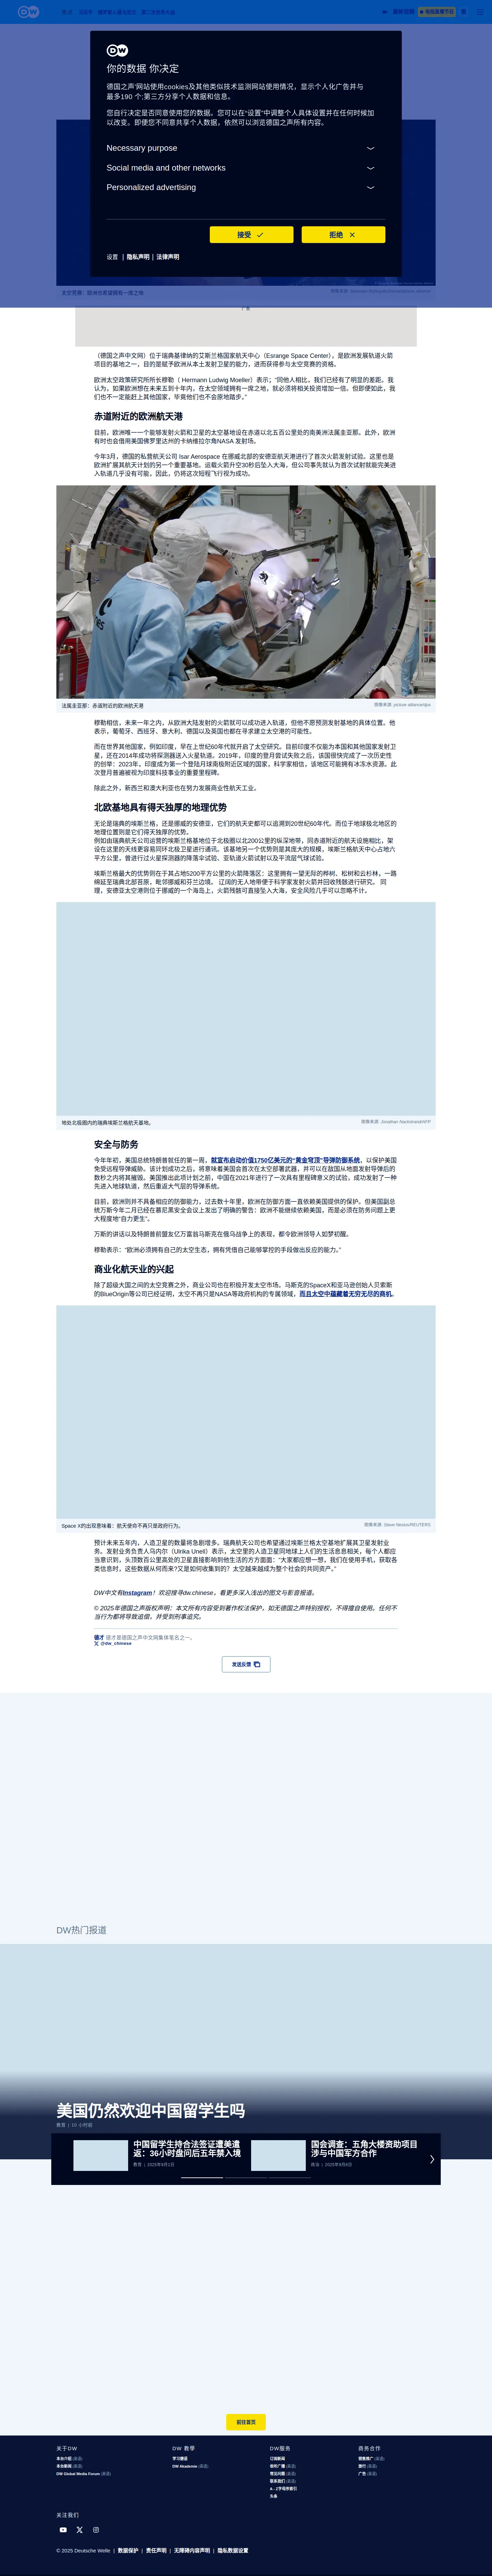 DW
你的数据 你决定
德国之声'网站使用cookies及其他类似技术监测网站使用情况，显示个人化广告并与
最多190 个;第三方分享个人数据和信息。
您自行决定是否同意使用您的数据。您可以在"设置"中调整个人具体设置并在任何时候加
以改变。即便您不同意共享个人数据，依然可以浏览德国之声所有内容。
Necessary purpose
Social media and other networks
Personalized advertising
接受
拒绝
设置 | 隐私声明 | 法律声明
太空竞赛：欧洲也希望拥有一席之地
广告
（德国之声中文网）位于瑞典基律纳的艾斯兰格国家航天中心（Esrange Space Center），是欧洲发展轨道火箭
项目的基地之一，目的是赋予欧洲从本土发射卫星的能力，进而获得参与太空竞赛的资格。
欧洲太空政策研究所所长穆勒（ Hermann Ludwig Moeller）表示；"同他人相比，我们已经有了明显的差距。我
认为，如果欧洲想在未来五到十年内，在太空领域拥有一席之地，就必须将相关投资增加一倍。但即便如此，我
们也不一定能赶上其他国家，毕竟他们也不会原地踏步。"
赤道附近的欧洲航天港
目前，欧洲唯一一个能够发射火箭和卫星的太空基地设在赤道以北五百公里处的南美洲法属圭亚那。此外，欧洲
有时也会借用美国佛罗里达州的卡纳维拉尔角NASA 发射场。
今年3月，德国的私营航天公司 Isar Aerospace 在挪威北部的安德亚航天港进行了首次火箭发射试验。这里也是
欧洲扩展其航天计划的另一个重要基地。运载火箭升空30秒后坠入大海，但公司事先就认为首次试射就能完美进
入轨道几乎没有可能，因此，仍将这次短程飞行视为成功。
法属圭亚那：赤道附近的欧洲航天港
图像来源: picture alliance/dpa
穆勒相信，未来一年之内，从欧洲大陆发射的火箭就可以成功进入轨道，但他不愿预测发射基地的具体位置。他
表示，葡萄牙、西班牙、意大利、德国以及英国也都在寻求建立太空港的可能性。
而在世界其他国家，例如印度，早在上世纪60年代就开启了太空研究。目前印度不仅能为本国和其他国家发射卫
星，还在2014年成功将探测器送入火星轨道。2019年，印度的登月尝试失败之后，该国很快完成了一次历史性
的创举：2023年，印度成为第一个登陆月球南极附近区域的国家，科学家相信，该地区可能拥有冰冻水资源。此
次登月普遍被视为印度科技事业的重要里程碑。
除此之外，新西兰和澳大利亚也在努力发展商业性航天工业。
北欧基地具有得天独厚的地理优势
无论是瑞典的埃斯兰格，还是挪威的安德亚，它们的航天史都可以追溯到20世纪60年代。而位于地球极北地区的
地理位置则是它们得天独厚的优势。
例如由瑞典航天公司运营的埃斯兰格基地位于北极圈以北200公里的纵深地带，同赤道附近的航天设施相比，架
设在这里的天线更容易同环北极卫星进行通讯。该基地另一个优势则是其庞大的规模，埃斯兰格航天中心占地六
平方公里，曾进行过火星探测器的降落伞试验、亚轨道火箭试射以及平流层气球试验。
埃斯兰格最大的优势则在于其占地5200平方公里的火箭降落区：这里拥有一望无际的桦树、松树和云杉林，一路
绵延至瑞典北部苔原，毗邻挪威和芬兰边境。 辽阔的无人地带便于科学家发射火箭并回收残骸进行研究。 同
理，安德亚太空港则位于挪威的一个海岛上，火箭残骸可直接坠入大海，安全风险几乎可以忽略不计。
地处北极圈内的瑞典埃斯兰格航天基地。
图像来源: Jonathan Nackstrand/AFP
安全与防务
今年年初，美国总统特朗普就任的第一周，就宣布启动价值1750亿美元的"黄金穹顶"导弹防御系统，以保护美国
免受远程导弹威胁。该计划成功之后，将意味着美国会首次在太空部署武器，并可以在敌国从地面发射导弹后的
数秒之内将其摧毁。美国推出此项计划之前，中国在2021年进行了一次具有里程碑意义的试验，成功发射了一种
先进入地球轨道，然后重返大气层的导弹系统。
目前，欧洲则并不具备相应的防御能力，过去数十年里，欧洲在防御方面一直依赖美国提供的保护。但美国副总
统万斯今年二月已经在慕尼黑安全会议上发出了明确的警告：欧洲不能继续依赖美国，而是必须在防务问题上更
大程度地"自力更生"。
万斯的讲话以及特朗普前盟友亿万富翁马斯克在俄乌战争上的表现，都令欧洲领导人如梦初醒。
穆勒表示："欧洲必须拥有自己的太空生态，拥有凭借自己能够掌控的手段做出反应的能力。"
商业化航天业的兴起
除了超级大国之间的太空竞赛之外，商业公司也在积极开发太空市场。马斯克的SpaceX和亚马逊创始人贝索斯
的BlueOrigin等公司已经证明，太空不再只是NASA等政府机构的专属领域，而且太空中蕴藏着无穷无尽的商机。
Space X的出现意味着：航天使命不再只是政府行为。
图像来源: Steve Nesius/REUTERS
预计未来五年内，人造卫星的数量将急剧增多。瑞典航天公司也希望通过埃斯兰格太空基地扩展其卫星发射业
务。发射业务负责人乌内尔（Ulrika Unell）表示，太空里的人造卫星同地球上人们的生活息息相关，每个人都应
当意识到，头顶数百公里高处的卫星直接影响到他生活的方方面面："大家都应想一想，我们在使用手机，获取各
类信息时，这些数据从何而来?又是如何收集到的? 太空越来越成为整个社会的共同资产。"
DW中文有Instagram！欢迎搜寻dw.chinese，看更多深入浅出的图文与影音报道。
© 2025年德国之声版权声明：本文所有内容受到著作权法保护，如无德国之声特别授权，不得擅自使用。任何不
当行为都将导致追偿，并受到刑事追究。
德才 德才是德国之声中文网集体笔名之一。
@dw_chinese
发送反馈
DW热门报道
美国仍然欢迎中国留学生吗
教育 | 10 小时前
中国留学生持合法签证遭美遣
返：36小时盘问后五年禁入境
教育 | 2025年9月1日
国会调查：五角大楼资助项目
涉与中国军方合作
政治 | 2025年9月6日
前往首页
关于DW
本台介绍 (英语)
本台新闻 (英语)
DW Global Media Forum (英语)
DW 教学
学习德语
DW Akademie (英语)
DW服务
订阅新闻
收听广播 (英语)
常见问题 (英语)
联系我们 (英语)
A - Z字母序索引
头条
商务合作
销售推广 (英语)
旅行 (英语)
广告 (英语)
关注我们
© 2025 Deutsche Welle | 数据保护 | 责任声明 | 无障碍内容声明 | 隐私数据设置